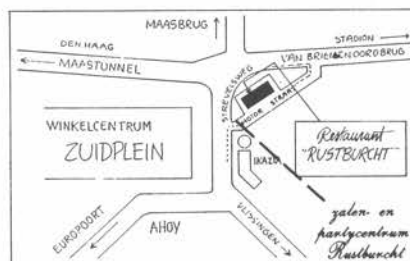 MAASBRUG
STADION
DEN HAAG
VAN BRIENENOORDBRUG
MAASTUNNEL
STREVELSWEG
MOTOR STRAAT
WINKELCENTRUM
ZUIDPLEIN
Restaurant
"RUSTBURCHT"
IKAZIA
zalen- en
partycentrum
Rustburcht
EUROPOORT
AHOY
VLISSINGEN